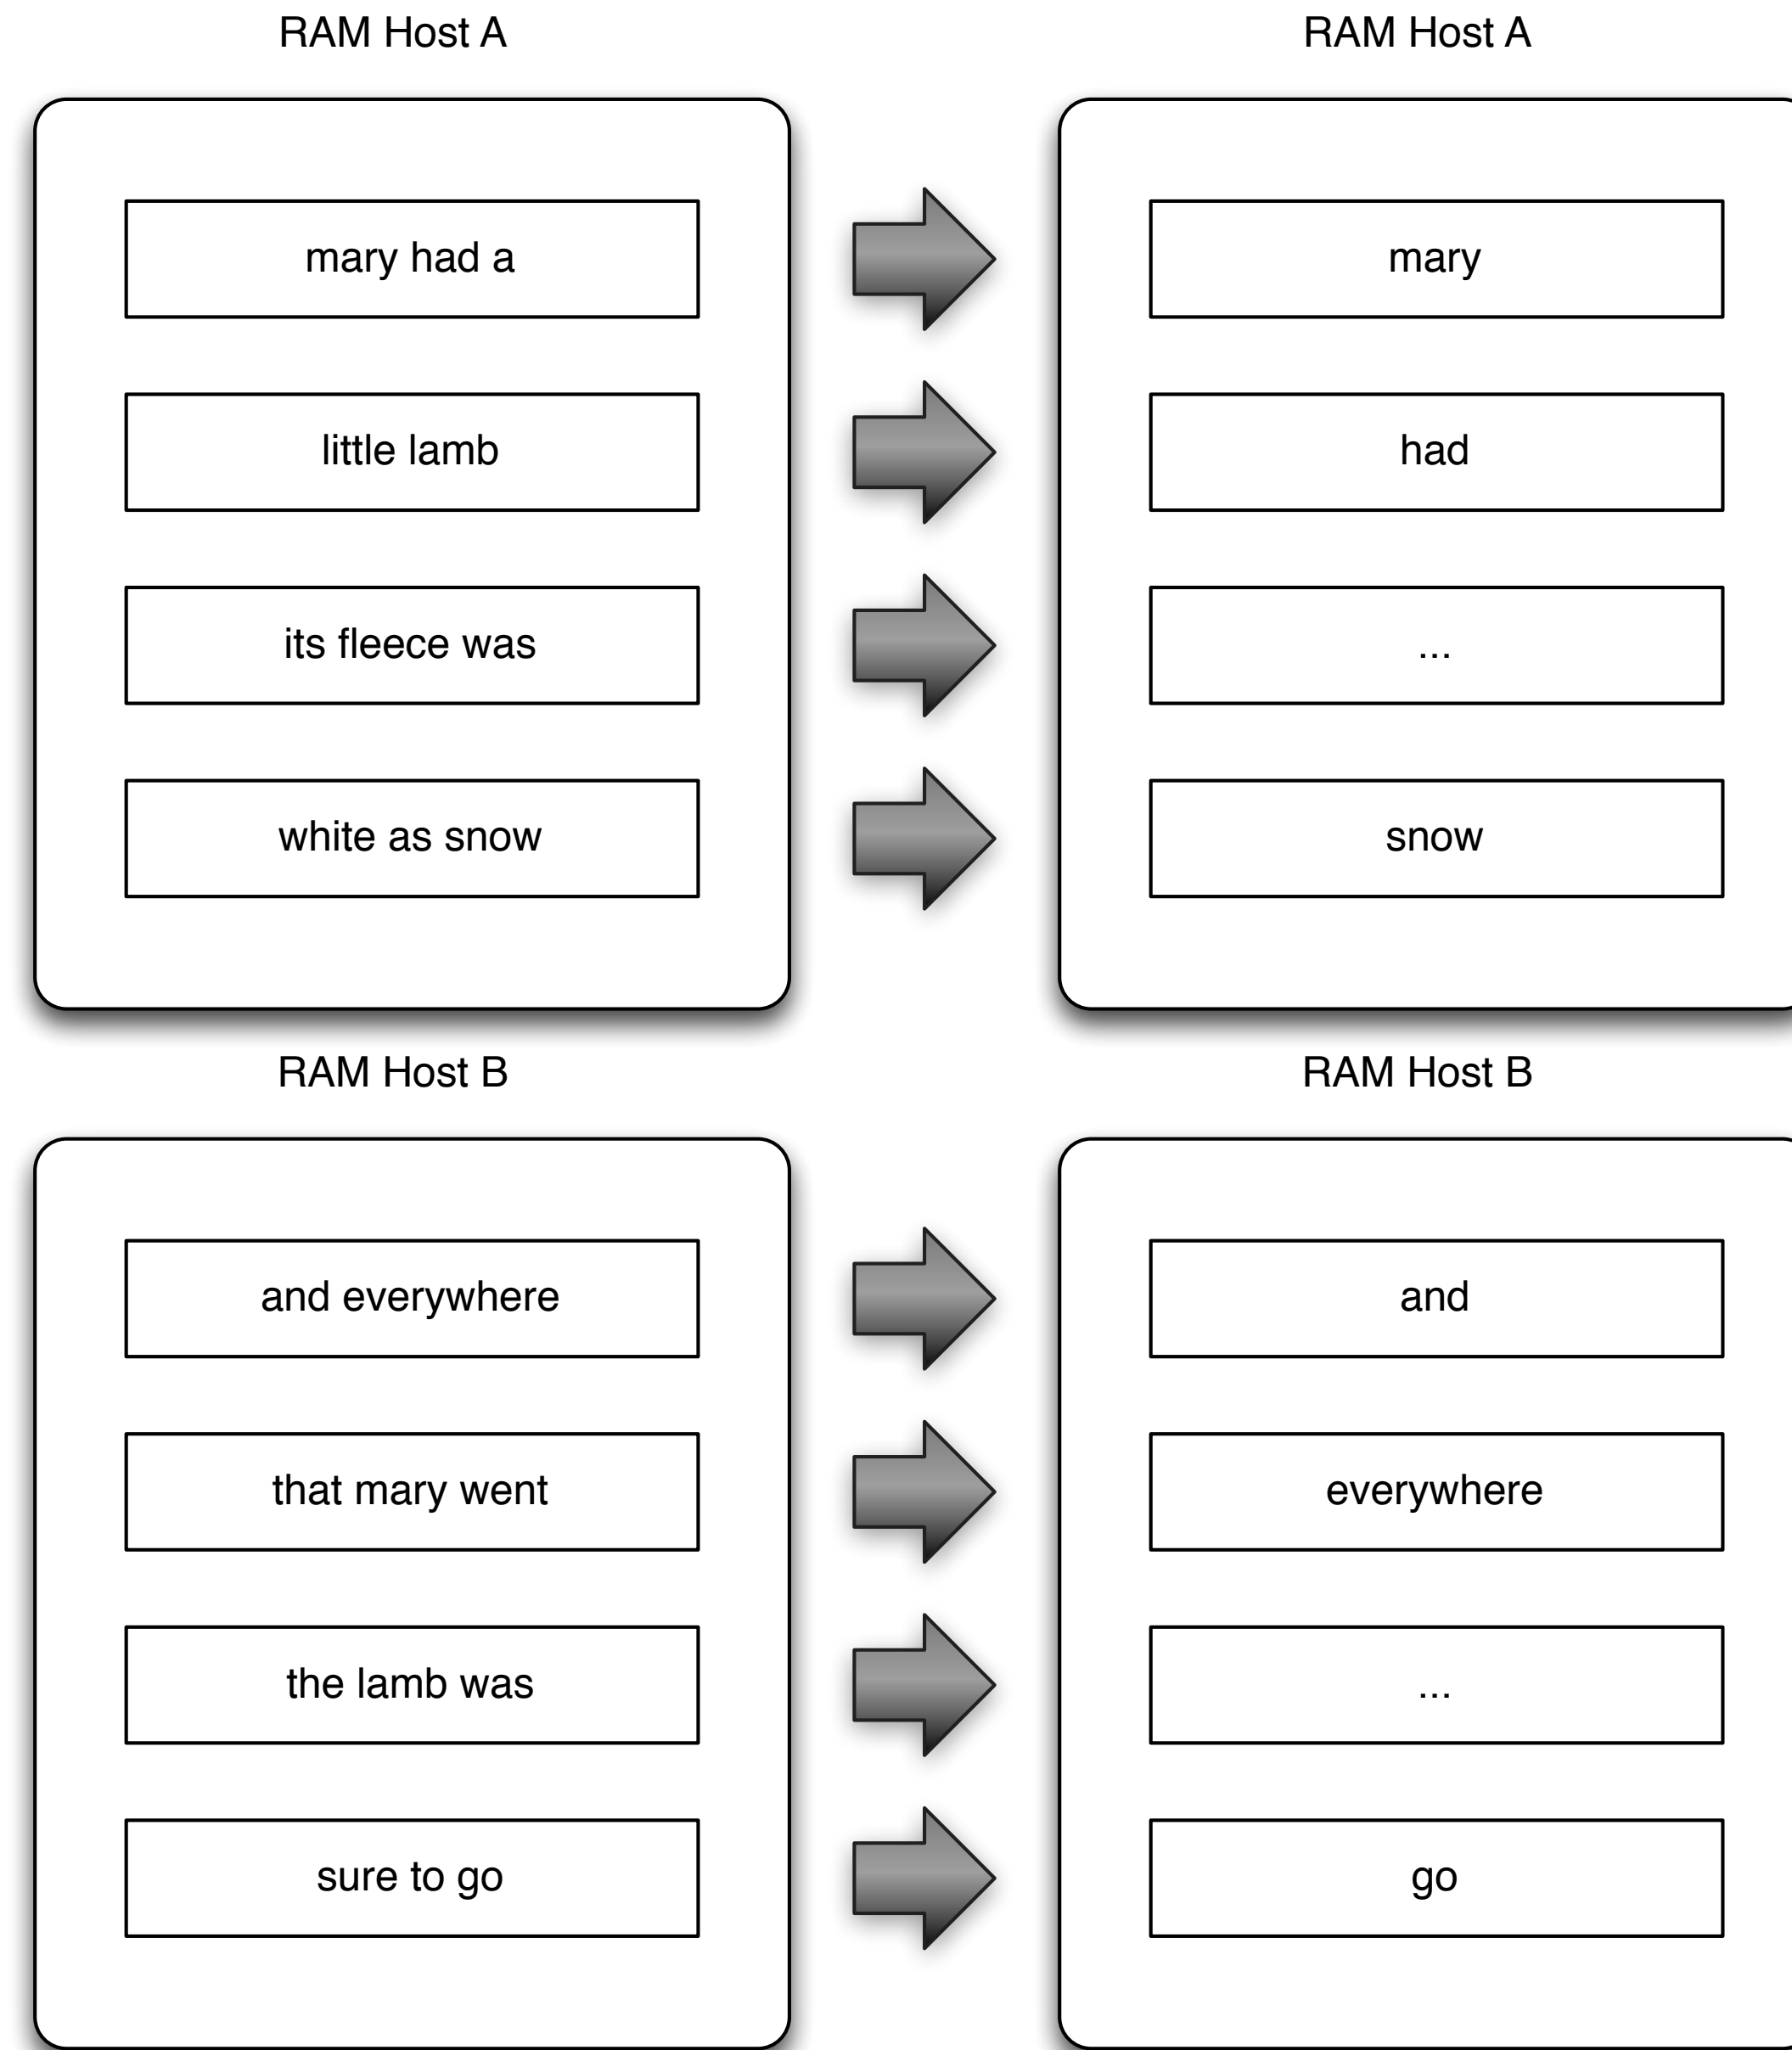 RAM Host A
mary had a
little lamb
its fleece was
white as snow
RAM Host A
mary
had
...
snow
RAM Host B
and everywhere
that mary went
the lamb was
sure to go
RAM Host B
and
everywhere
...
go